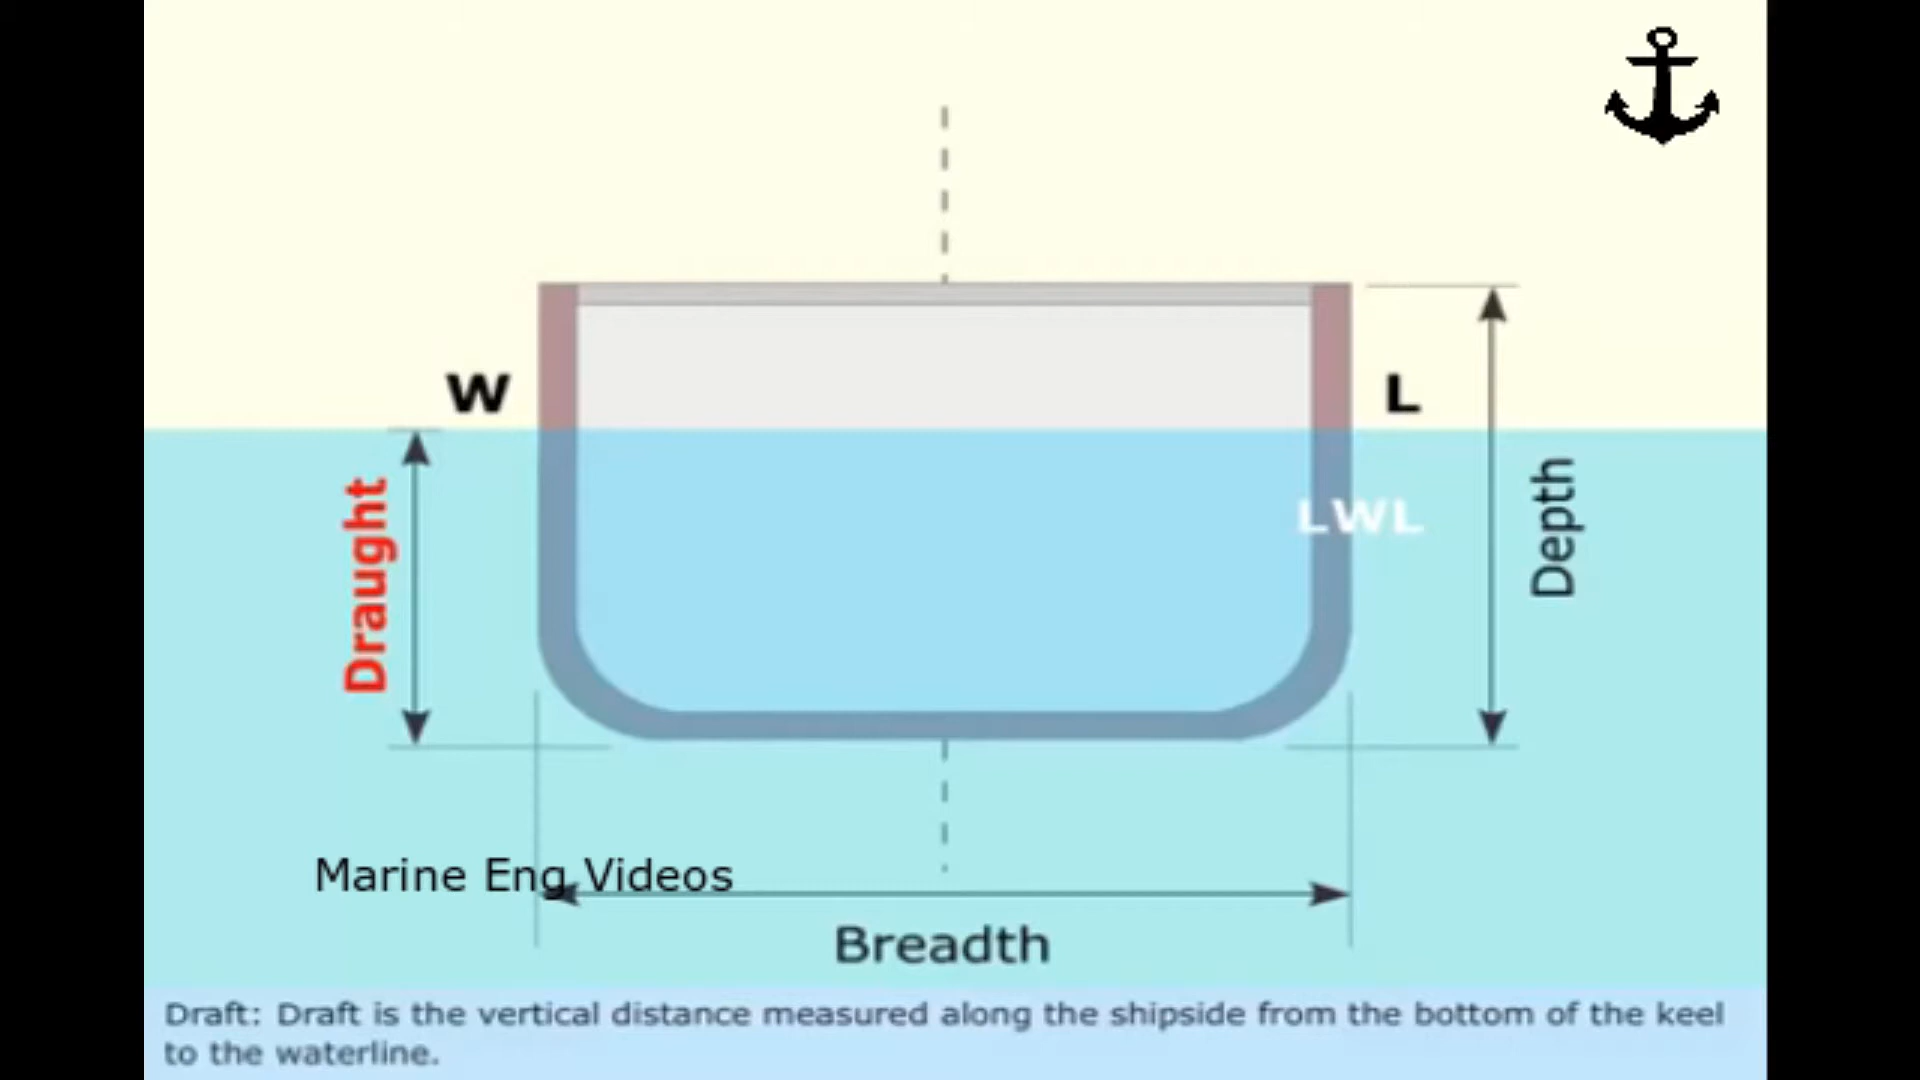 W
L
Draught
LWL
Depth
Marine Eng Videos
Breadth
Draft: Draft is the vertical distance measured along the shipside from the bottom of the keel
to the waterline.